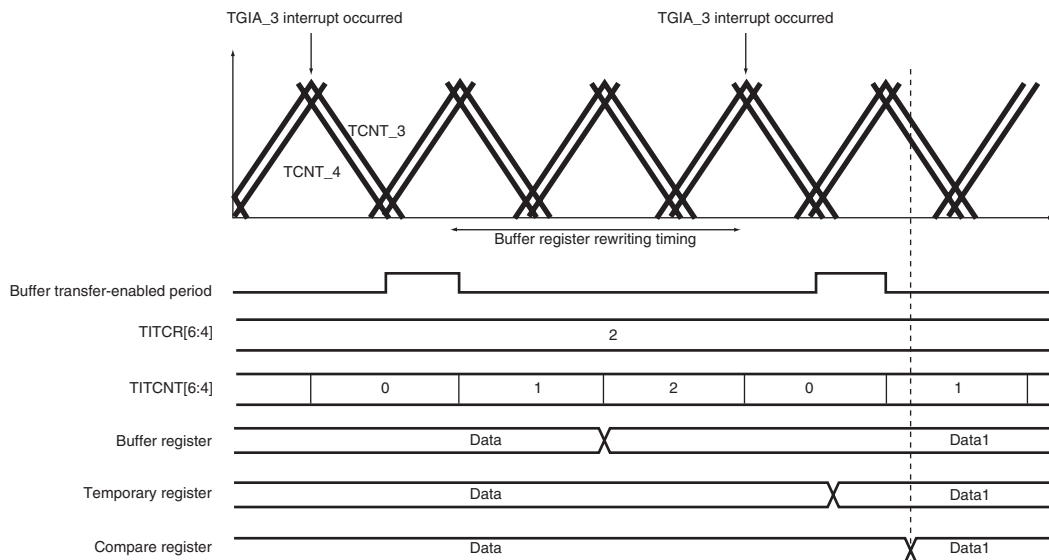 TGIA_3 interrupt occurred
TGIA_3 interrupt occurred
TCNT_3
TCNT_4
Buffer register rewriting timing
Buffer transfer-enabled period
TITCR[6:4]
2
TITCNT[6:4]
0
1
2
0
1
Buffer register
Data
Data1
Temporary register
Data
Data1
Compare register
Data
Data1